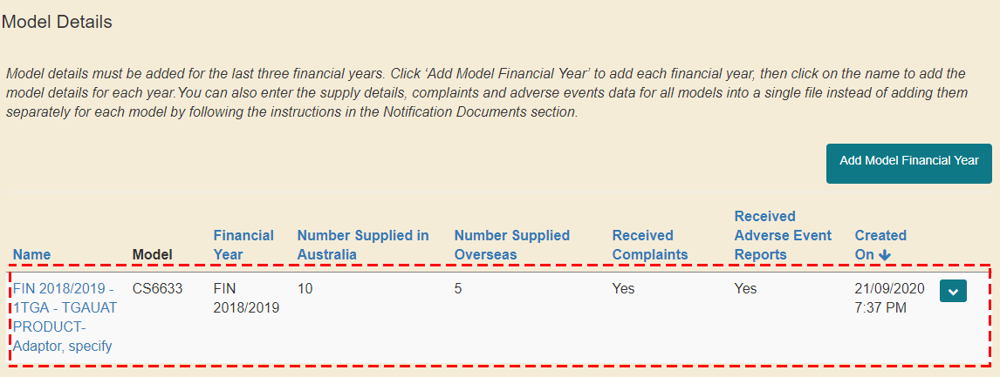 Model Details
Model details must be added for the last three financial years. Click ‘Add Model Financial Year’ to add each financial year, then click on the name to add the
model details for each year.You can also enter the supply details, complaints and adverse events data for all models into a single file instead of adding them
separately for each model by following the instructions in the Notification Documents section.
Add Model Financial Year
Name
Model
Financial
Year
Number Supplied in
Australia
Number Supplied
Overseas
Received
Complaints
Received
Adverse Event
Reports
Created
On
FIN 2018/2019 -
1TGA - TGAUAT
PRODUCT-
Adaptor, specify
CS6633
FIN
2018/2019
10
5
Yes
Yes
21/09/2020
7:37 PM